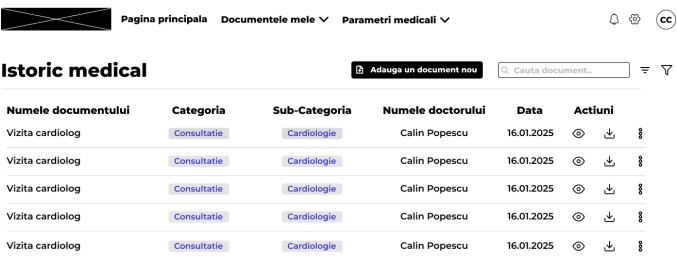 Pagina principala Documentele mele Parametri medicali CC
Istoric medical Adauga un document nou Cauta document..
Numele documentului Categoria Sub-Categoria Numele doctorului Data Actiuni
Vizita cardiolog Consultatie Cardiologie Calin Popescu 16.01.2025
Vizita cardiolog Consultatie Cardiologie Calin Popescu 16.01.2025
Vizita cardiolog Consultatie Cardiologie Calin Popescu 16.01.2025
Vizita cardiolog Consultatie Cardiologie Calin Popescu 16.01.2025
Vizita cardiolog Consultatie Cardiologie Calin Popescu 16.01.2025